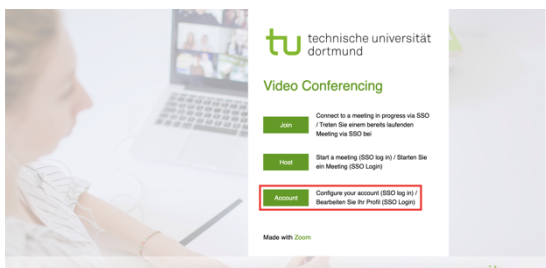 tu technische universität
dortmund
Video Conferencing
Join
Connect to a meeting in progress via SSO
/ Treten Sie einem bereits laufenden
Meeting via SSO bei
Host
Start a meeting (SSO log in) / Starten Sie
ein Meeting (SSO Login)
Account
Configure your account (SSO log in) /
Bearbeiten Sie Ihr Profil (SSO Login)
Made with Zoom